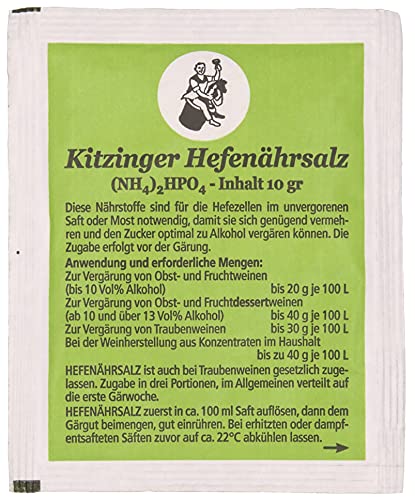 Kitzinger Hefenährsalz
(NH₄)₂HPO₄ - Inhalt 10 gr
Diese Nährstoffe sind für die Hefezellen im unvergorenen
Saft oder Most notwendig, damit sie sich genügend vermeh-
ren und den Zucker optimal zu Alkohol vergären können. Die
Zugabe erfolgt vor der Gärung.
Anwendung und erforderliche Mengen:
Zur Vergärung von Obst- und Fruchtweinen
(bis 10 Vol% Alkohol) bis 20 g je 100 L
Zur Vergärung von Obst- und Fruchtdessertweinen
(ab 10 und über 13 Vol% Alkohol) bis 40 g je 100 L
Zur Vergärung von Traubenweinen bis 30 g je 100 L
Bei der Weinherstellung aus Konzentraten im Haushalt
bis zu 40 g je 100 L
HEFENÄHRSALZ ist auch bei Traubenweinen gesetzlich zuge-
lassen. Zugabe in drei Portionen, im Allgemeinen verteilt auf
die erste Gärwoche.
HEFENÄHRSALZ zuerst in ca. 100 ml Saft auflösen, dann dem
Gärgut beimengen, gut einrühren. Bei erhitzten oder dampf-
entsafteten Säften zuvor auf ca. 22°C abkühlen lassen.